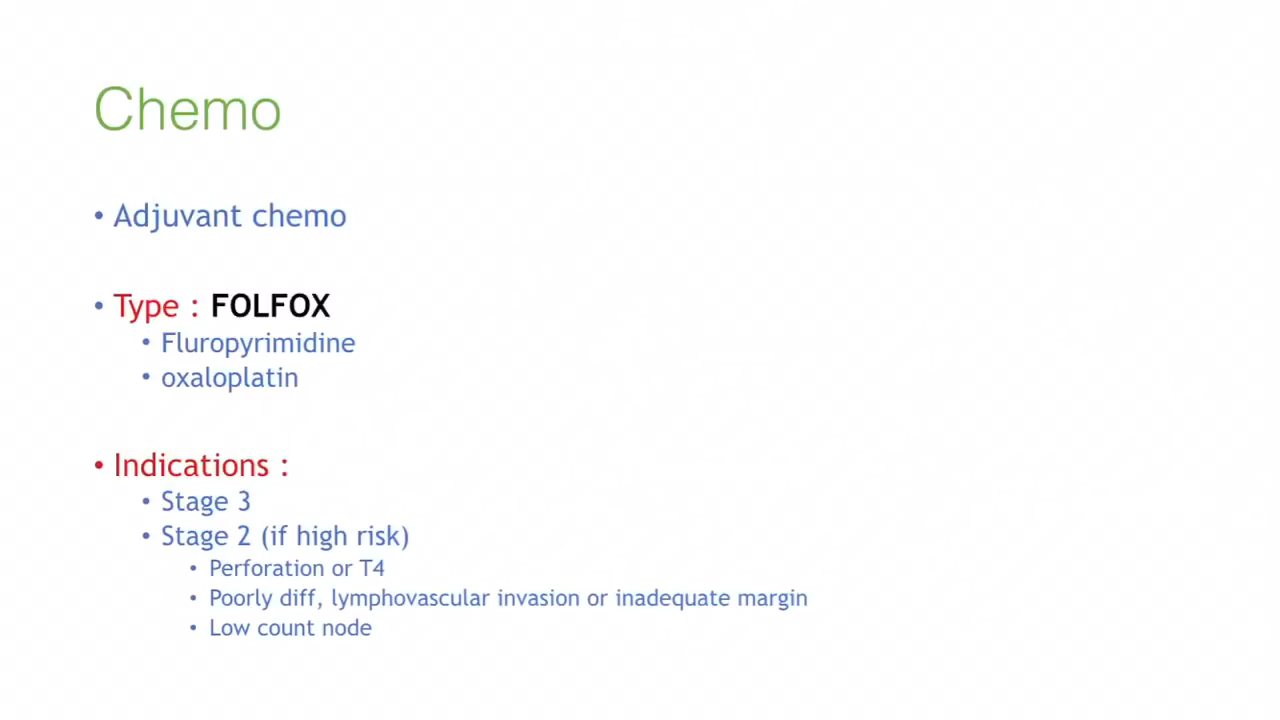 Chemo
• Adjuvant chemo
• Type : FOLFOX
• Fluropyrimidine
• oxaloplatin
• Indications :
• Stage 3
• Stage 2 (if high risk)
• Perforation or T4
• Poorly diff, lymphovascular invasion or inadequate margin
• Low count node